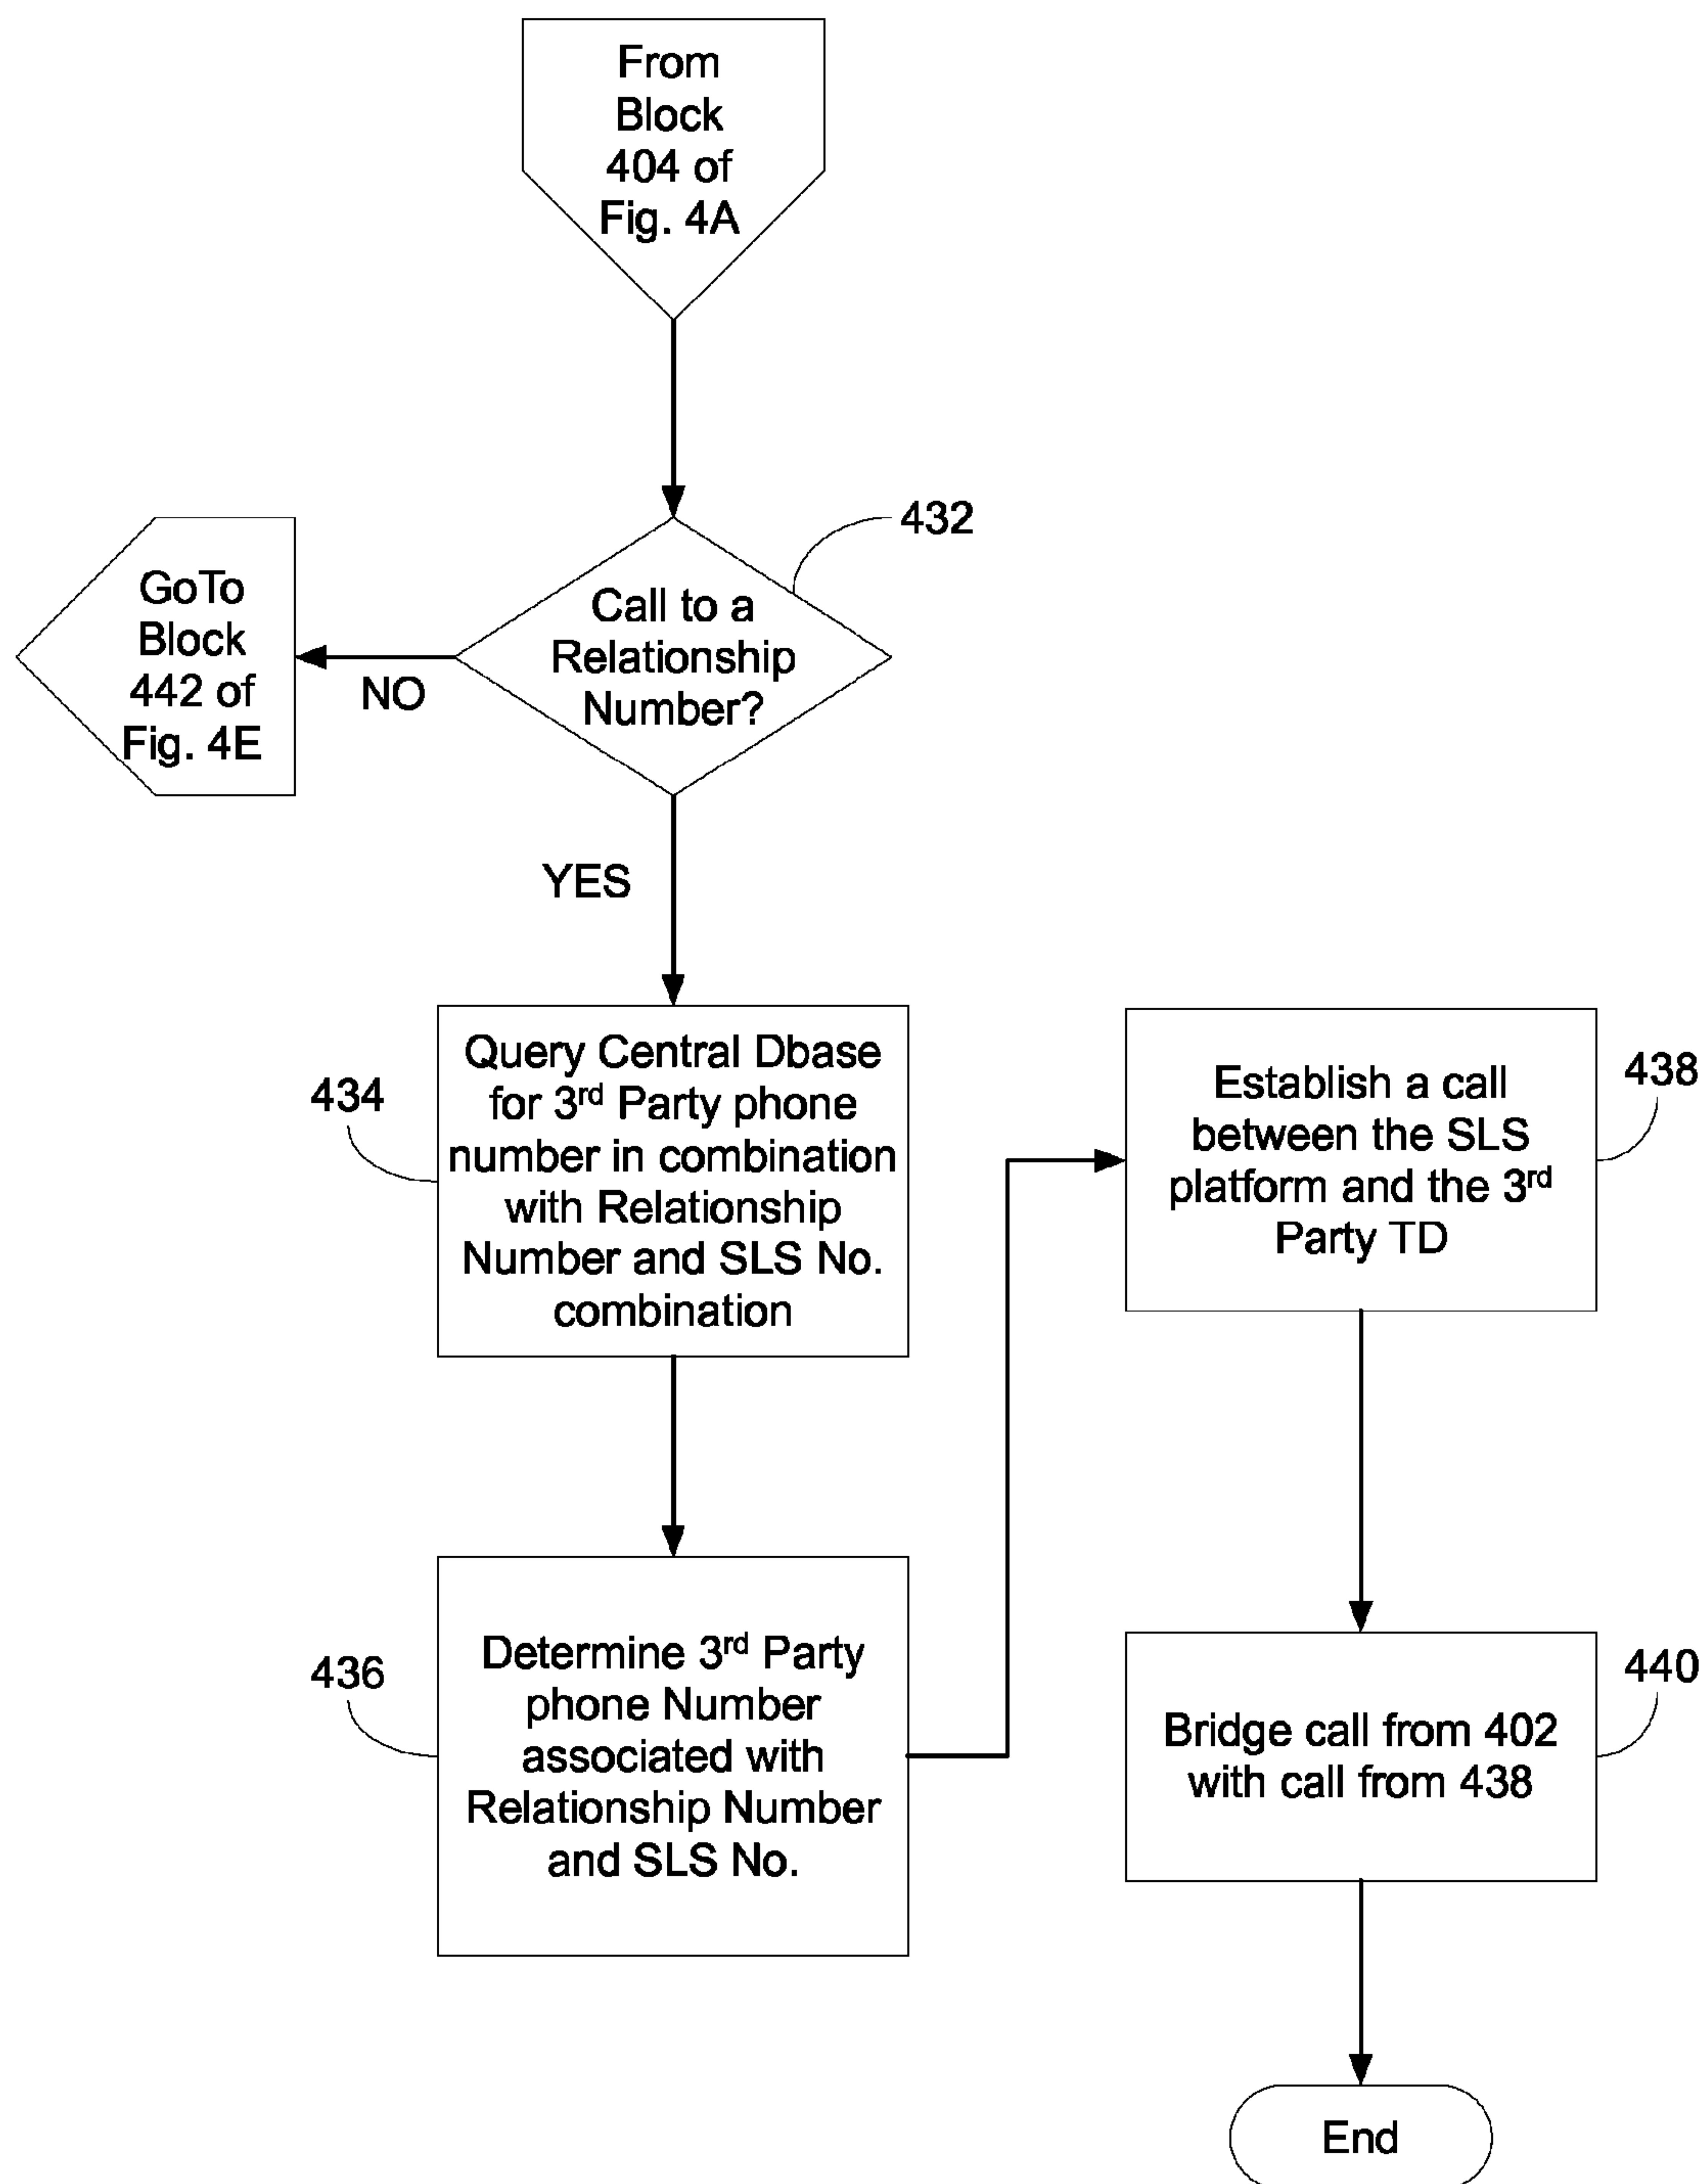 From
Block
404 of
Fig. 4A
432
Call to a
Relationship
Number?
GoTo
Block
442 of
Fig. 4E
NO
YES
434
Query Central Dbase
for 3rd Party phone
number in combination
with Relationship
Number and SLS No.
combination
436
Determine 3rd Party
phone Number
associated with
Relationship Number
and SLS No.
438
Establish a call
between the SLS
platform and the 3rd
Party TD
440
Bridge call from 402
with call from 438
End